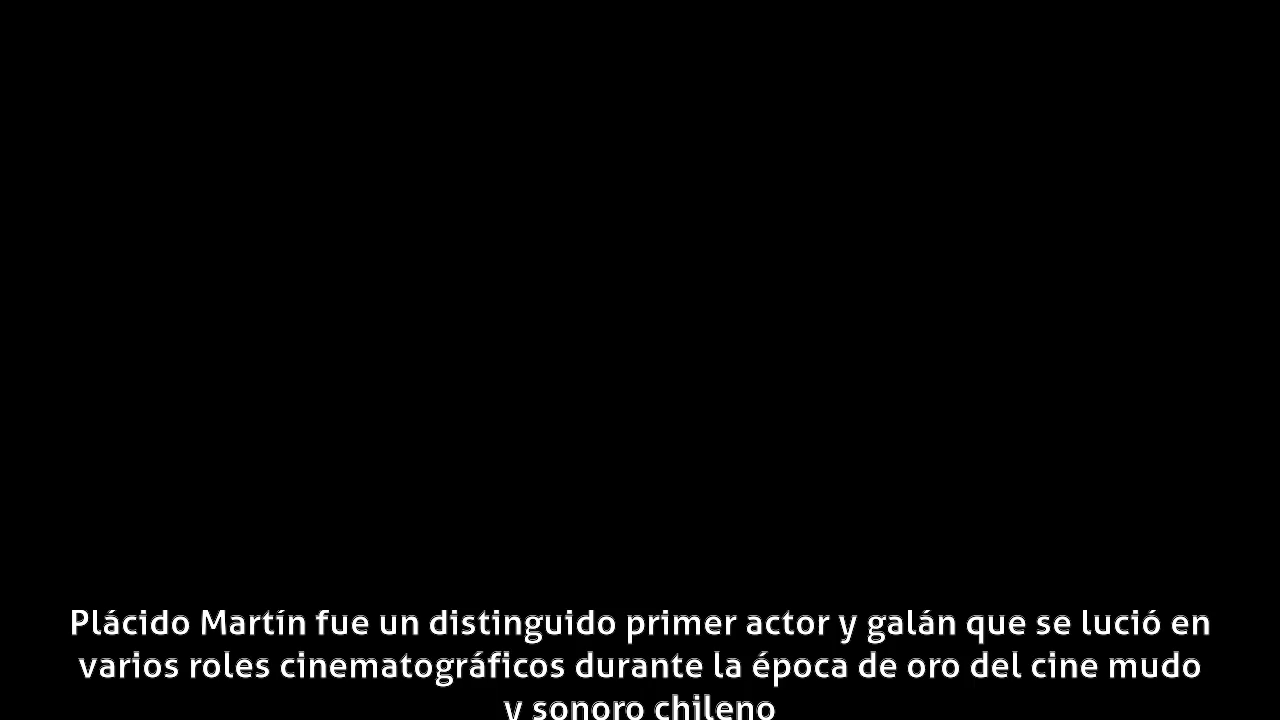 Plácido Martín fue un distinguido primer actor y galán que se lució en
varios roles cinematográficos durante la época de oro del cine mudo
y sonoro chileno